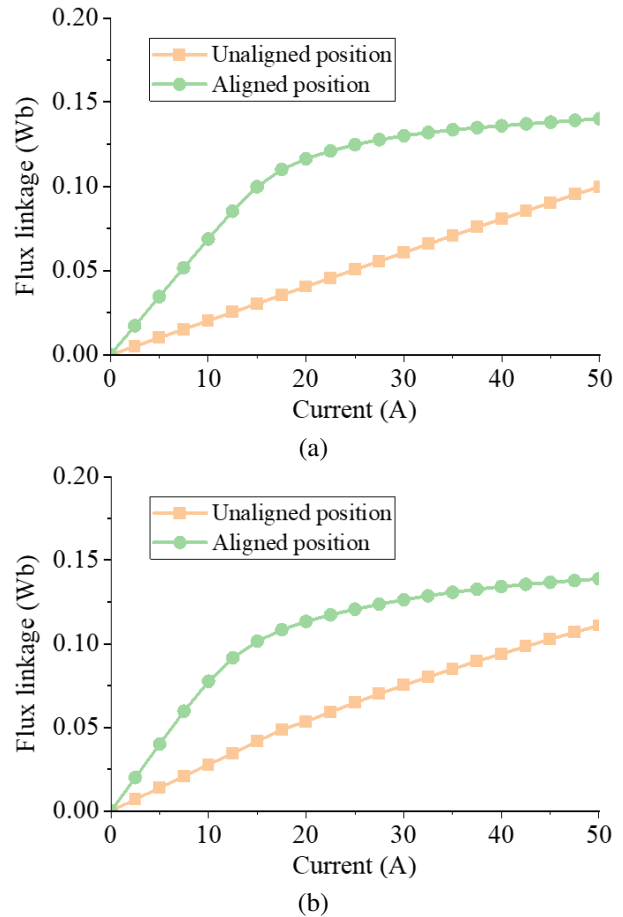 0.20
Unaligned position
Aligned position
0.15
0.10
0.05
0.00
Flux linkage (Wb)
0 10 20 30 40 50
Current (A)
(a)
0.20
Unaligned position
Aligned position
0.15
0.10
0.05
0.00
Flux linkage (Wb)
0 10 20 30 40 50
Current (A)
(b)